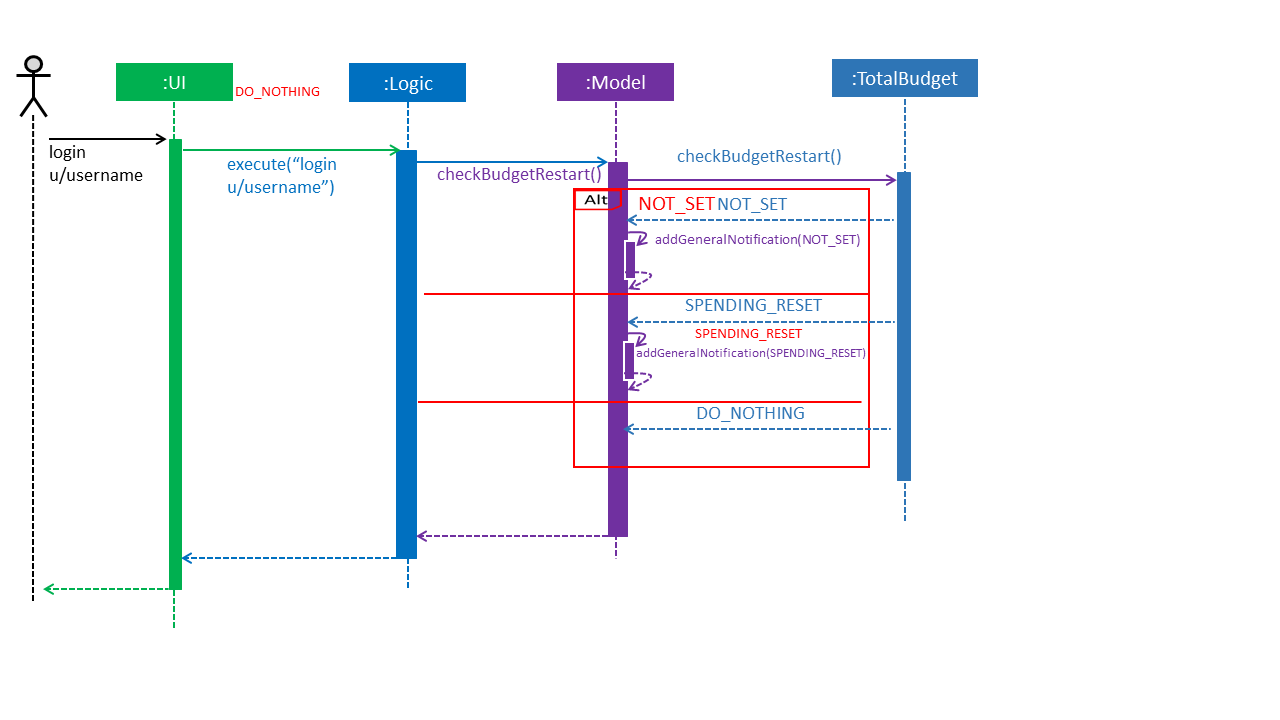 :UI
DO_NOTHING
:Logic
:Model
:TotalBudget
login
u/username
execute(“login
u/username”)
checkBudgetRestart()
checkBudgetRestart()
Alt
NOT_SET NOT_SET
addGeneralNotification(NOT_SET)
SPENDING_RESET
SPENDING_RESET
addGeneralNotification(SPENDING_RESET)
DO_NOTHING